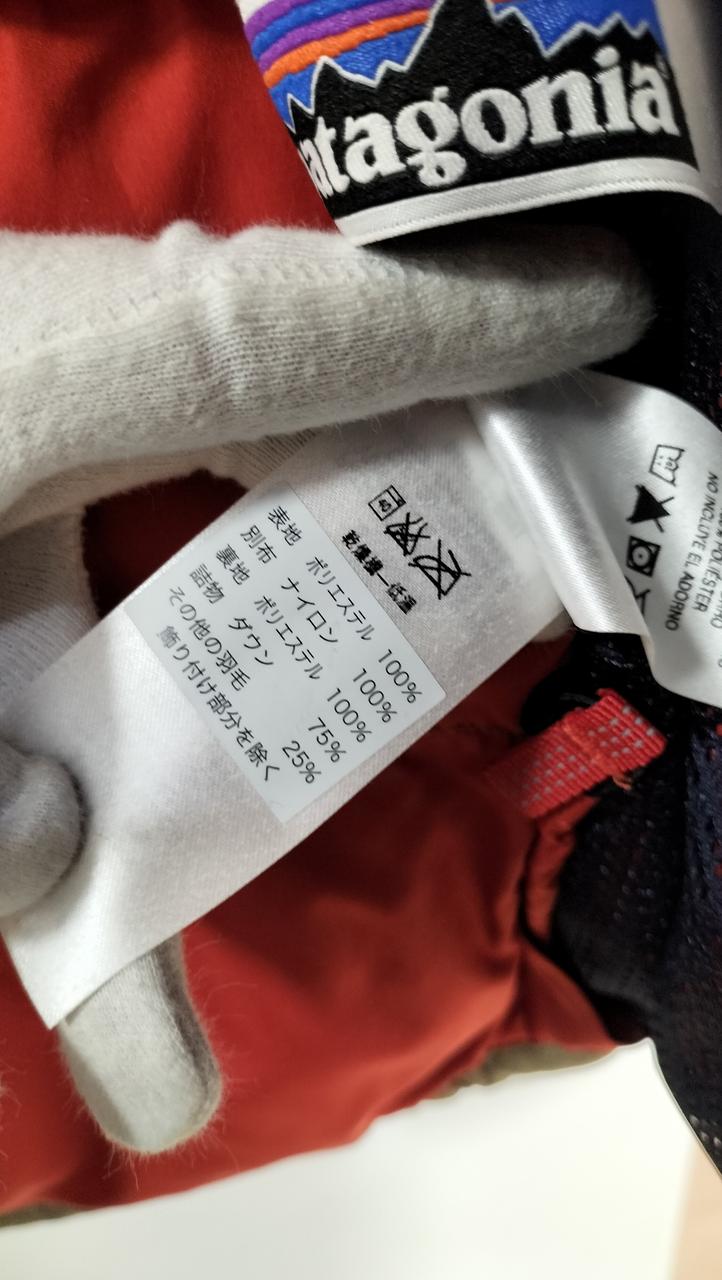 patagonia
40
乾燥機―低温
表地 ポリエステル 100%
別布 ナイロン 100%
裏地 ポリエステル 100%
詰物 ダウン 75%
その他の羽毛 25%
飾り付け部分を除く
POLIESTER
NO INCLUYE EL ADORNO